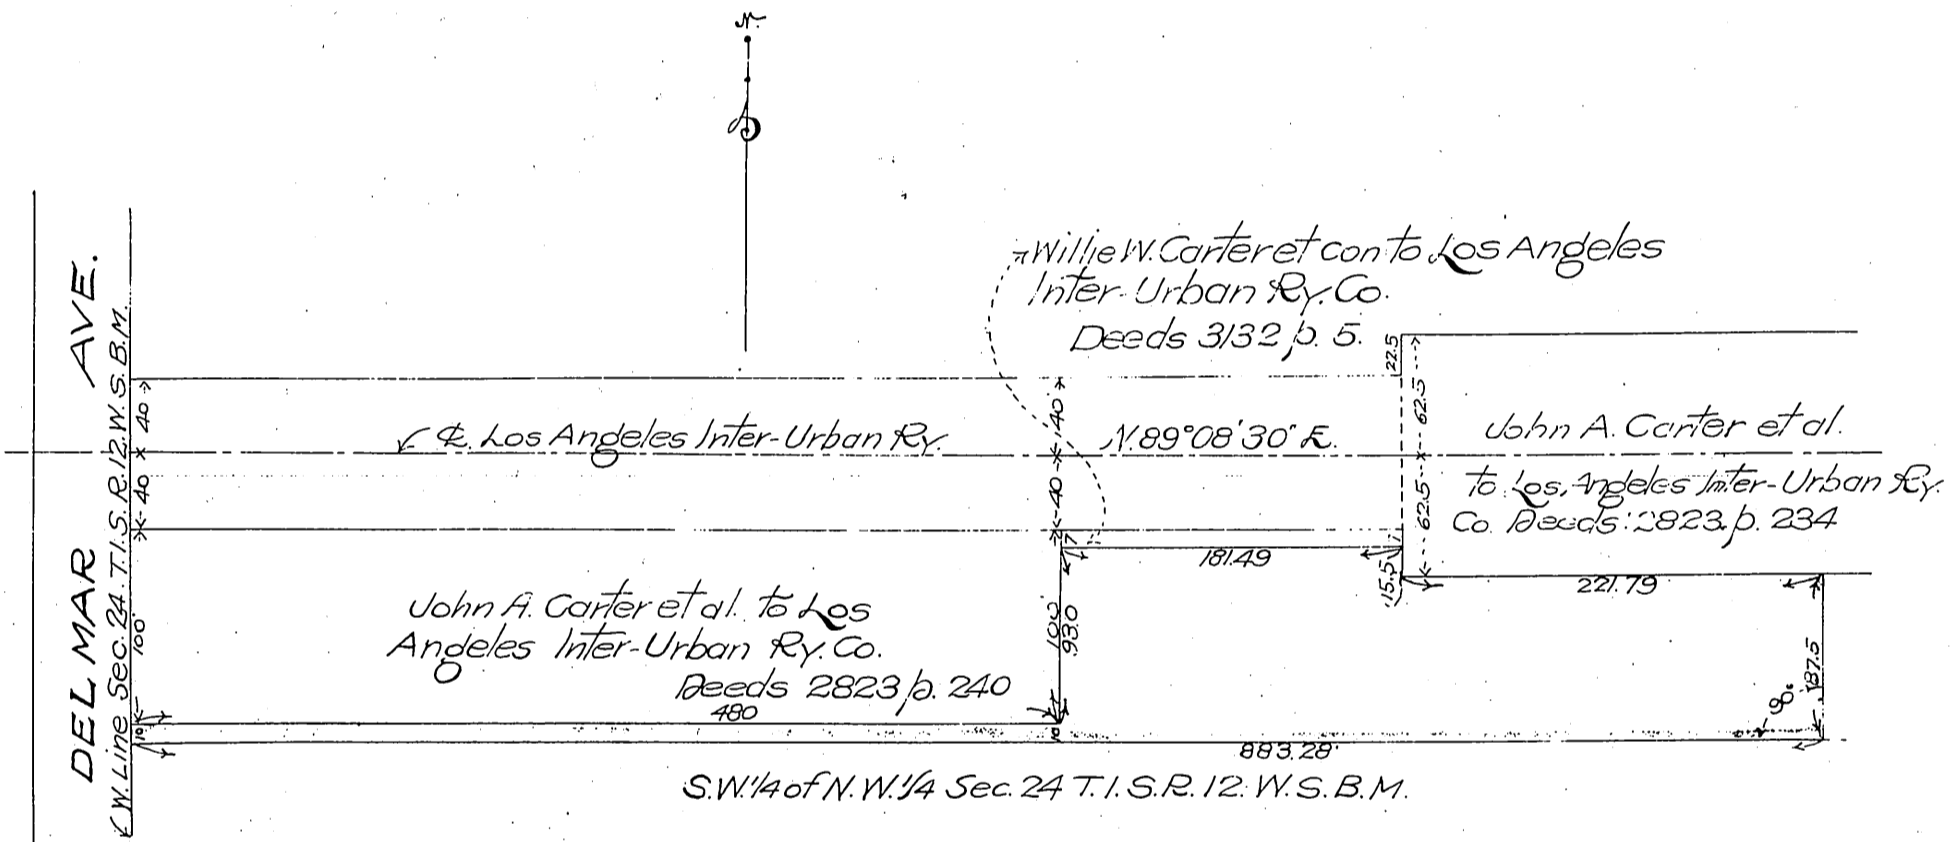 N.
DEL MAR AVE.
W. Line Sec. 24. T.1.S. R.12. W. S. B. M.
40
40
100'
10
℄. Los Angeles Inter-Urban Ry.
Willie W. Carter et con to Los Angeles
Inter-Urban Ry. Co.
Deeds 3132 p. 5.
40
40
7
N.89°08'30"E.
22.5
62.5
62.5
John A. Carter et al.
to Los Angeles Inter-Urban Ry.
Co. Deeds 2823 p. 234
181.49
7
15.5
221.79
John A. Carter et al. to Los
Angeles Inter-Urban Ry. Co.
Deeds 2823 p. 240
100'
93.0
187.5
90°
480
10
883.28'
S.W.1/4 of N.W.1/4 Sec. 24 T.1.S.R.12. W.S.B.M.